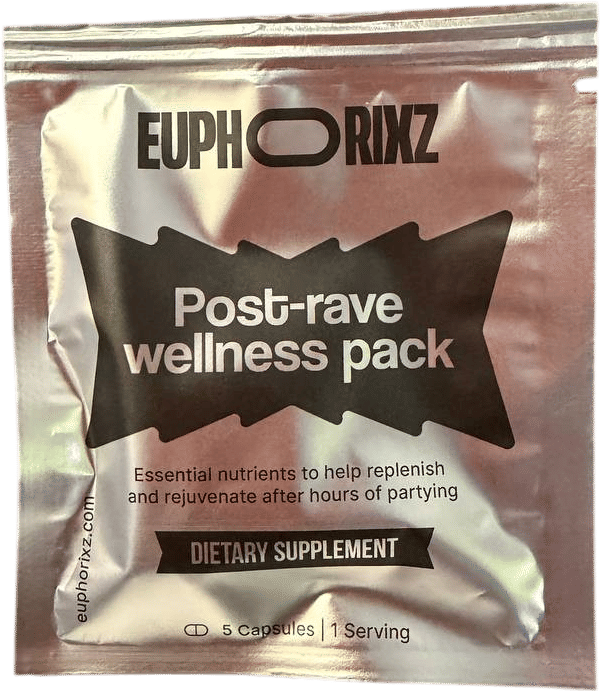 EUPHORIXZ
Post-rave
wellness pack
Essential nutrients to help replenish
and rejuvenate after hours of partying
DIETARY SUPPLEMENT
euphorixz.com
5 Capsules | 1 Serving